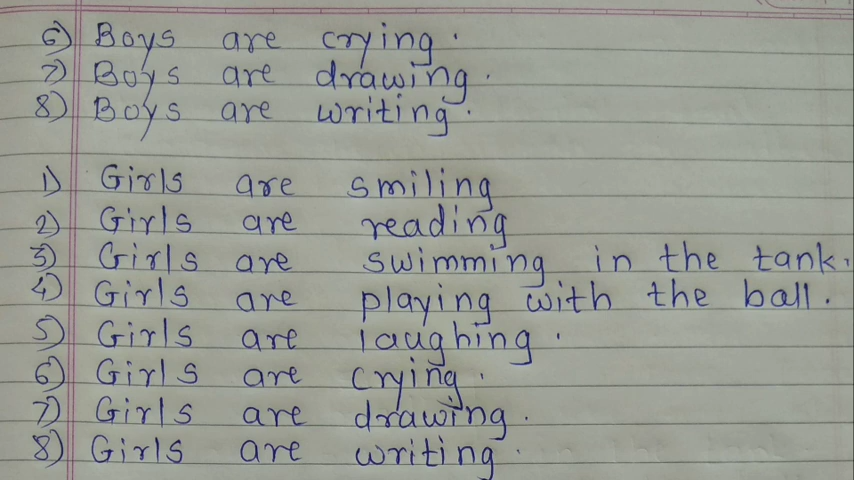 6) Boys are crying.
7) Boys are drawing.
8) Boys are writing.
1) Girls are smiling
2) Girls are reading
3) Girls are swimming in the tank.
4) Girls are playing with the ball.
5) Girls are laughing.
6) Girls are crying.
7) Girls are drawing.
8) Girls are writing.